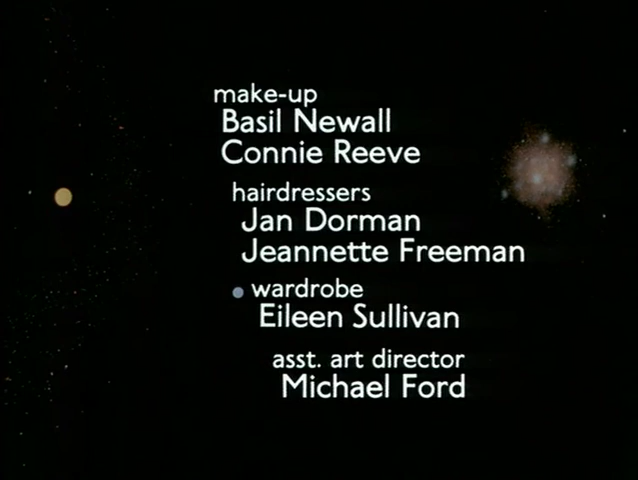 make-up
Basil Newall
Connie Reeve
hairdressers
Jan Dorman
Jeannette Freeman
wardrobe
Eileen Sullivan
asst. art director
Michael Ford